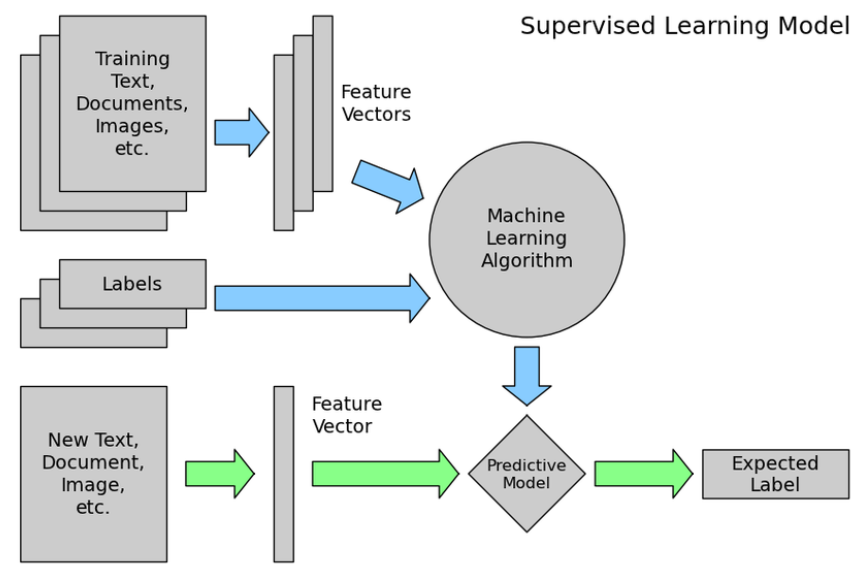 Supervised Learning Model
Training
Text,
Documents,
Images,
etc.
Feature
Vectors
Machine
Learning
Algorithm
Labels
New Text,
Document,
Image,
etc.
Feature
Vector
Predictive
Model
Expected
Label